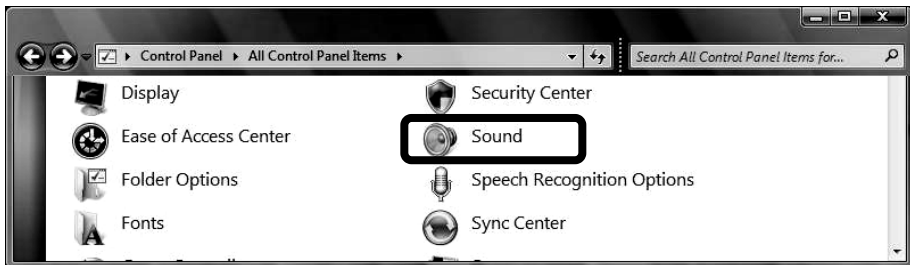 Control Panel ▸ All Control Panel Items ▸ Search All Control Panel Items for...
Display Security Center
Ease of Access Center Sound
Folder Options Speech Recognition Options
Fonts Sync Center